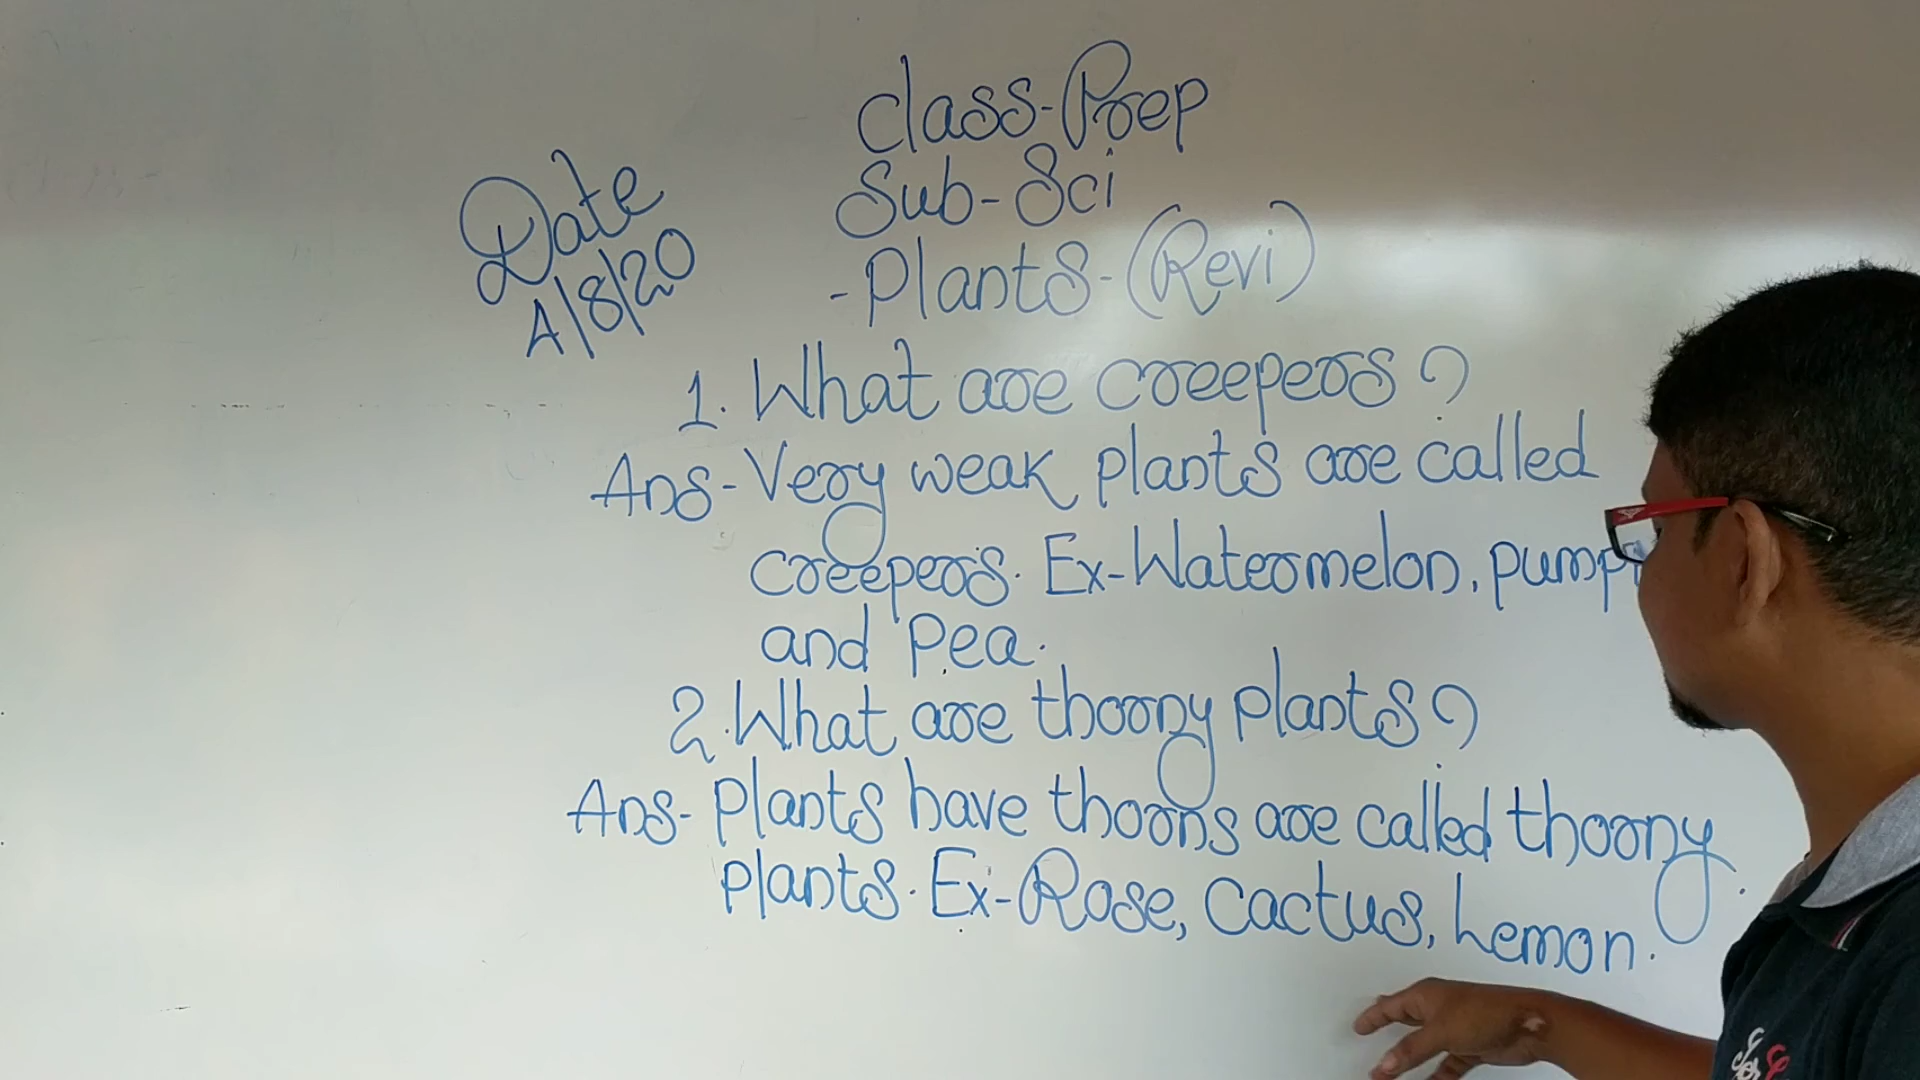 Class-Prep
Sub-Sci
Date
4/8/20
-Plants-(Revi)
1. What are creepers?
Ans-Very weak plants are called
creepers. Ex-Watermelon, pump
and Pea.
2. What are thorny plants?
Ans- Plants have thorns are called thorny
plants. Ex-Rose, Cactus, Lemon.